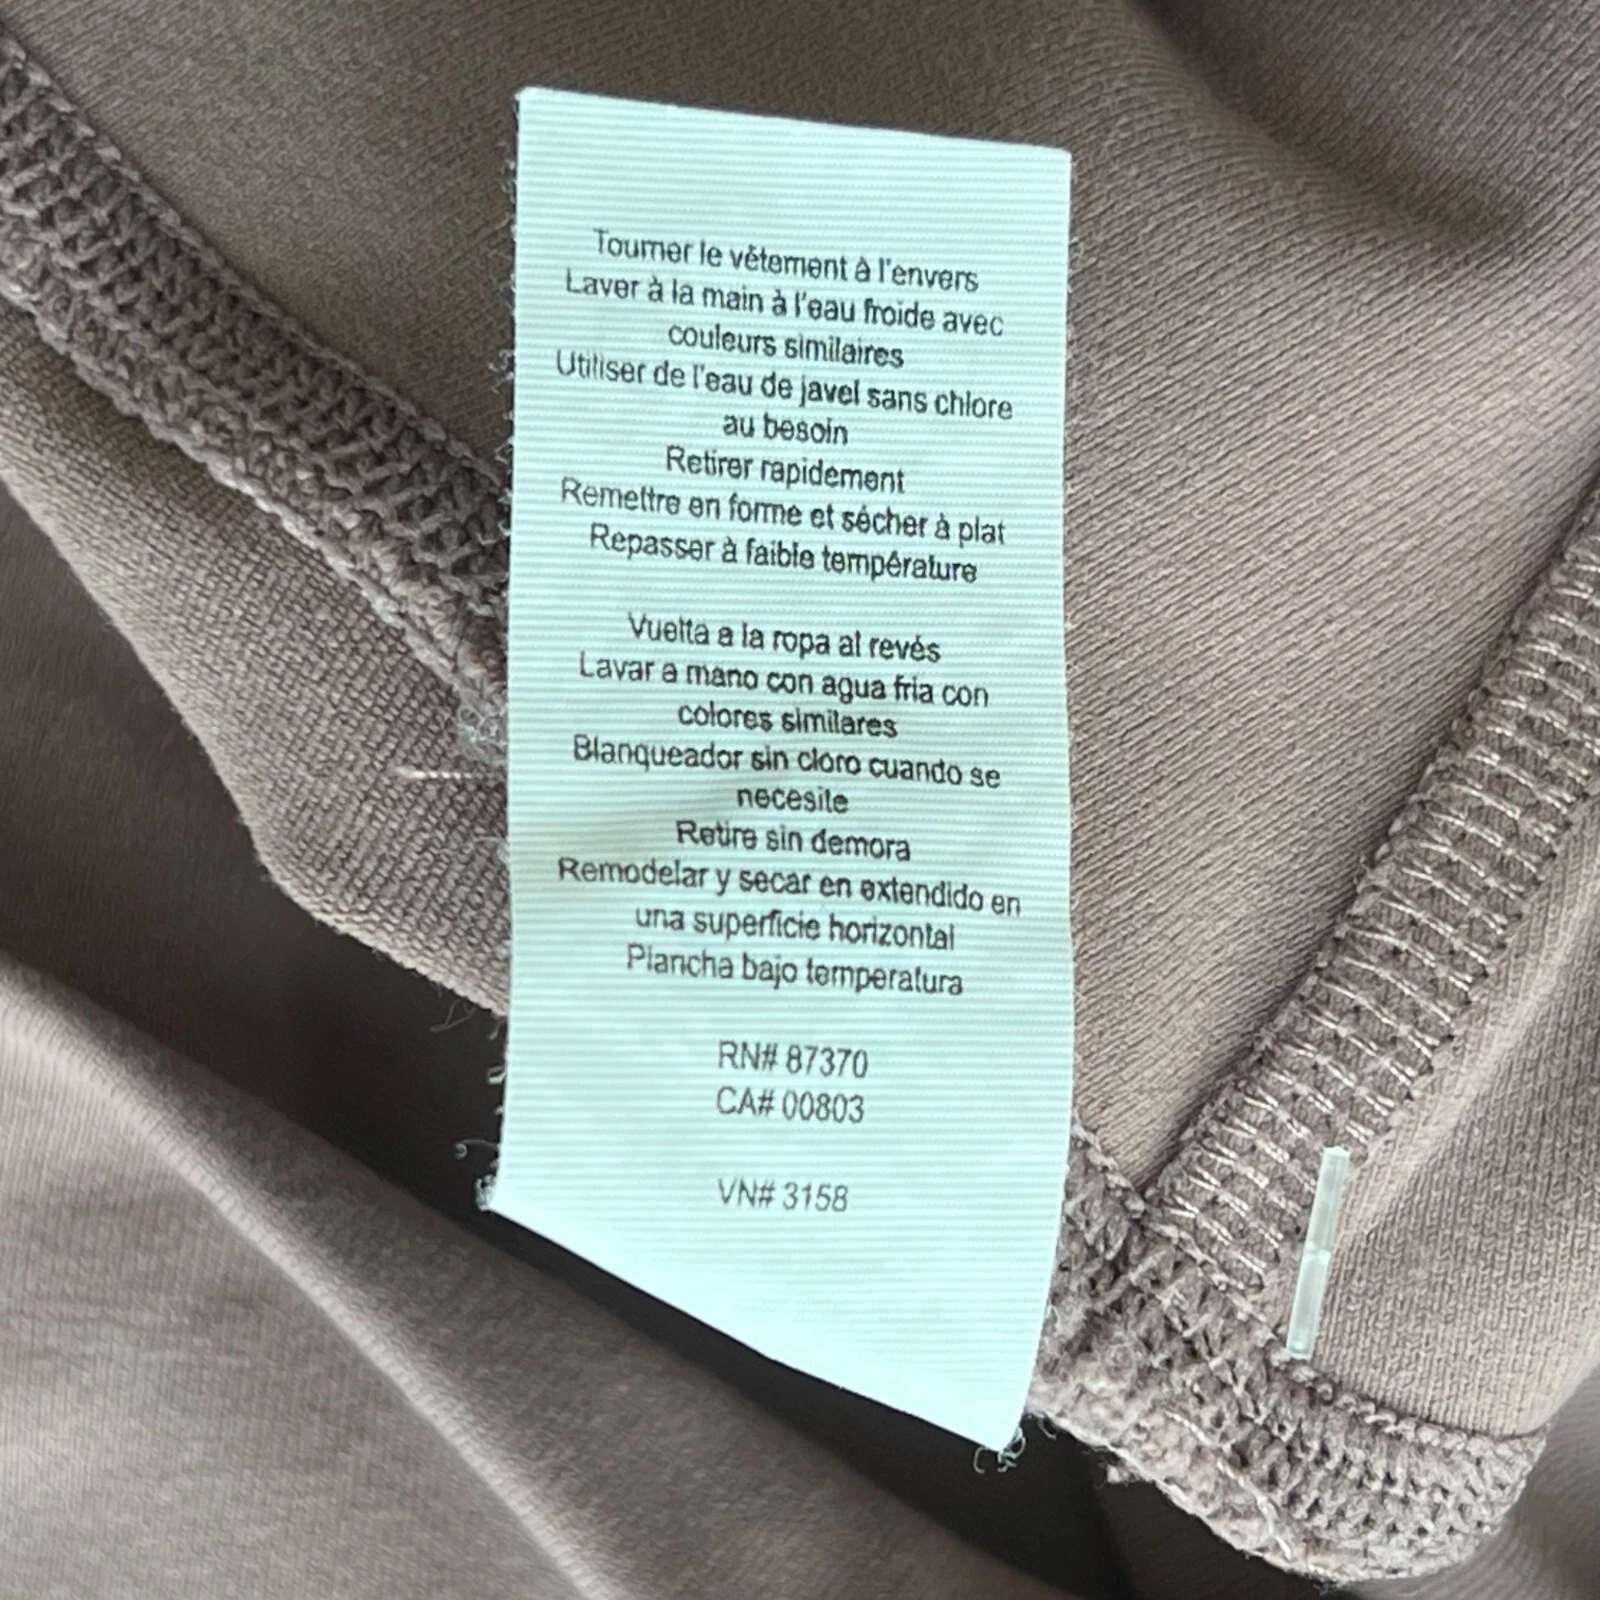 Tourner le vêtement à l'envers
Laver à la main à l'eau froide avec
couleurs similaires
Utiliser de l'eau de javel sans chlore
au besoin
Retirer rapidement
Remettre en forme et sécher à plat
Repasser à faible température
Vuelta a la ropa al revés
Lavar a mano con agua fria con
colores similares
Blanqueador sin cloro cuando se
necesite
Retire sin demora
Remodelar y secar en extendido en
una superficie horizontal
Plancha bajo temperatura
RN# 87370
CA# 00803
VN# 3158